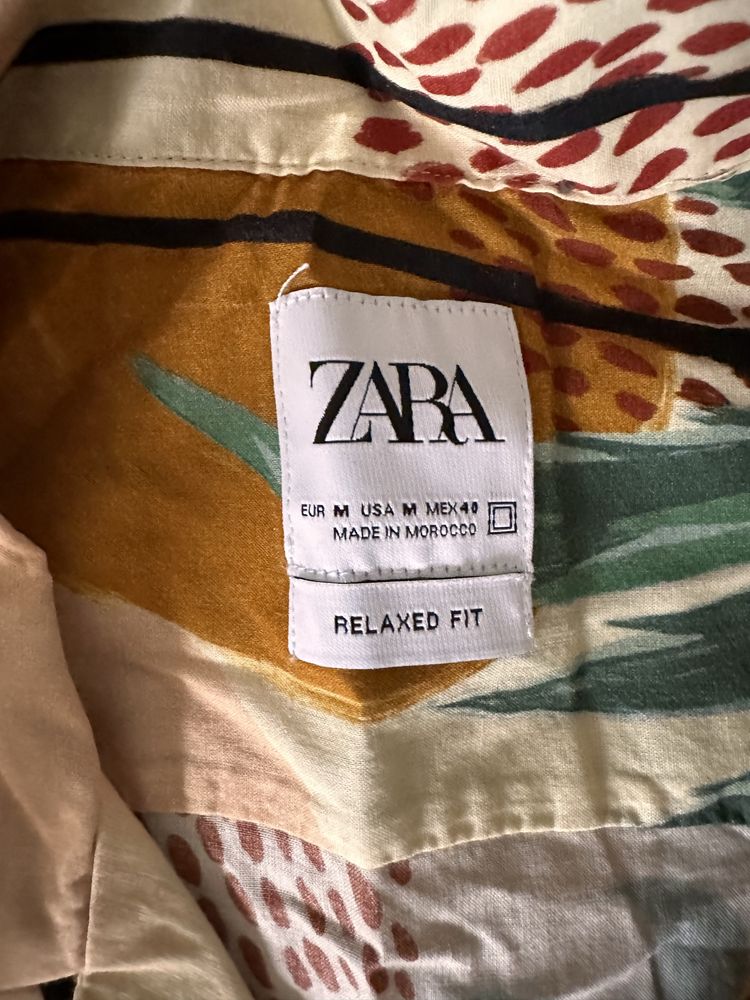 ZARA
EUR M USA M MEX 40
MADE IN MOROCCO
RELAXED FIT